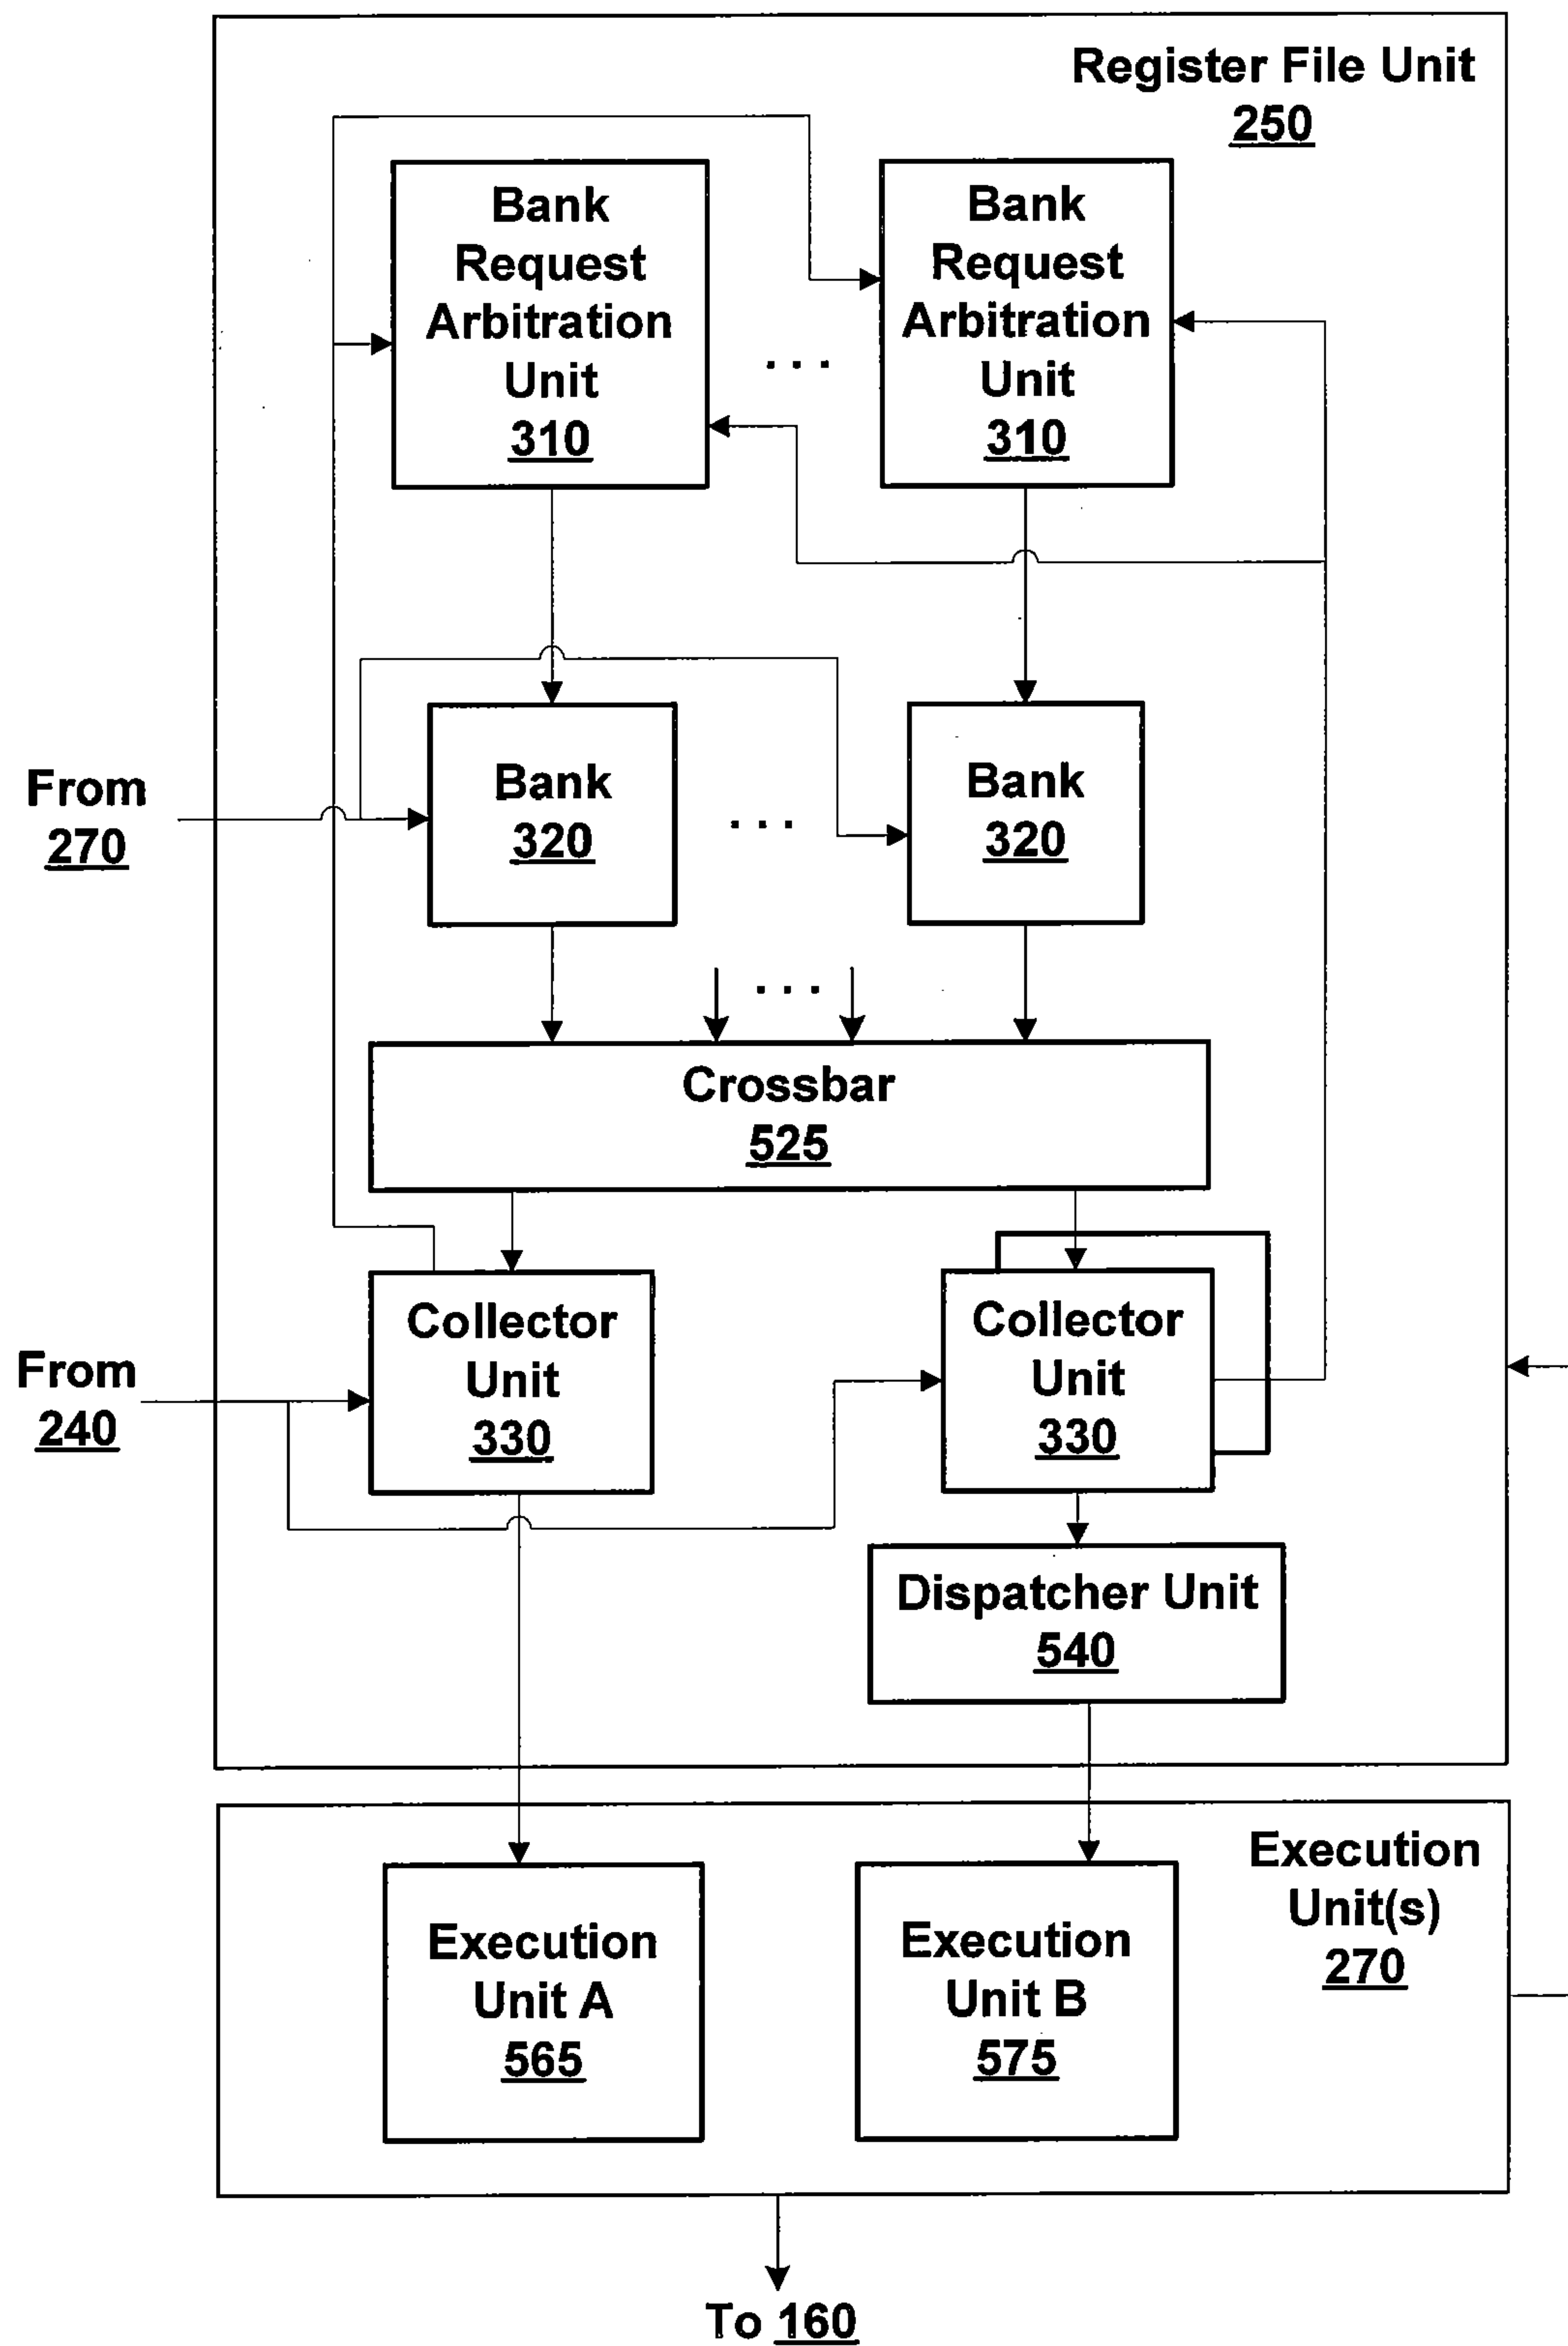 Register File Unit
250
Bank
Request
Arbitration
Unit
310
. . .
Bank
Request
Arbitration
Unit
310
From
270
Bank
320
. . .
Bank
320
. . .
Crossbar
525
From
240
Collector
Unit
330
Collector
Unit
330
Dispatcher Unit
540
Execution
Unit(s)
270
Execution
Unit A
565
Execution
Unit B
575
To 160